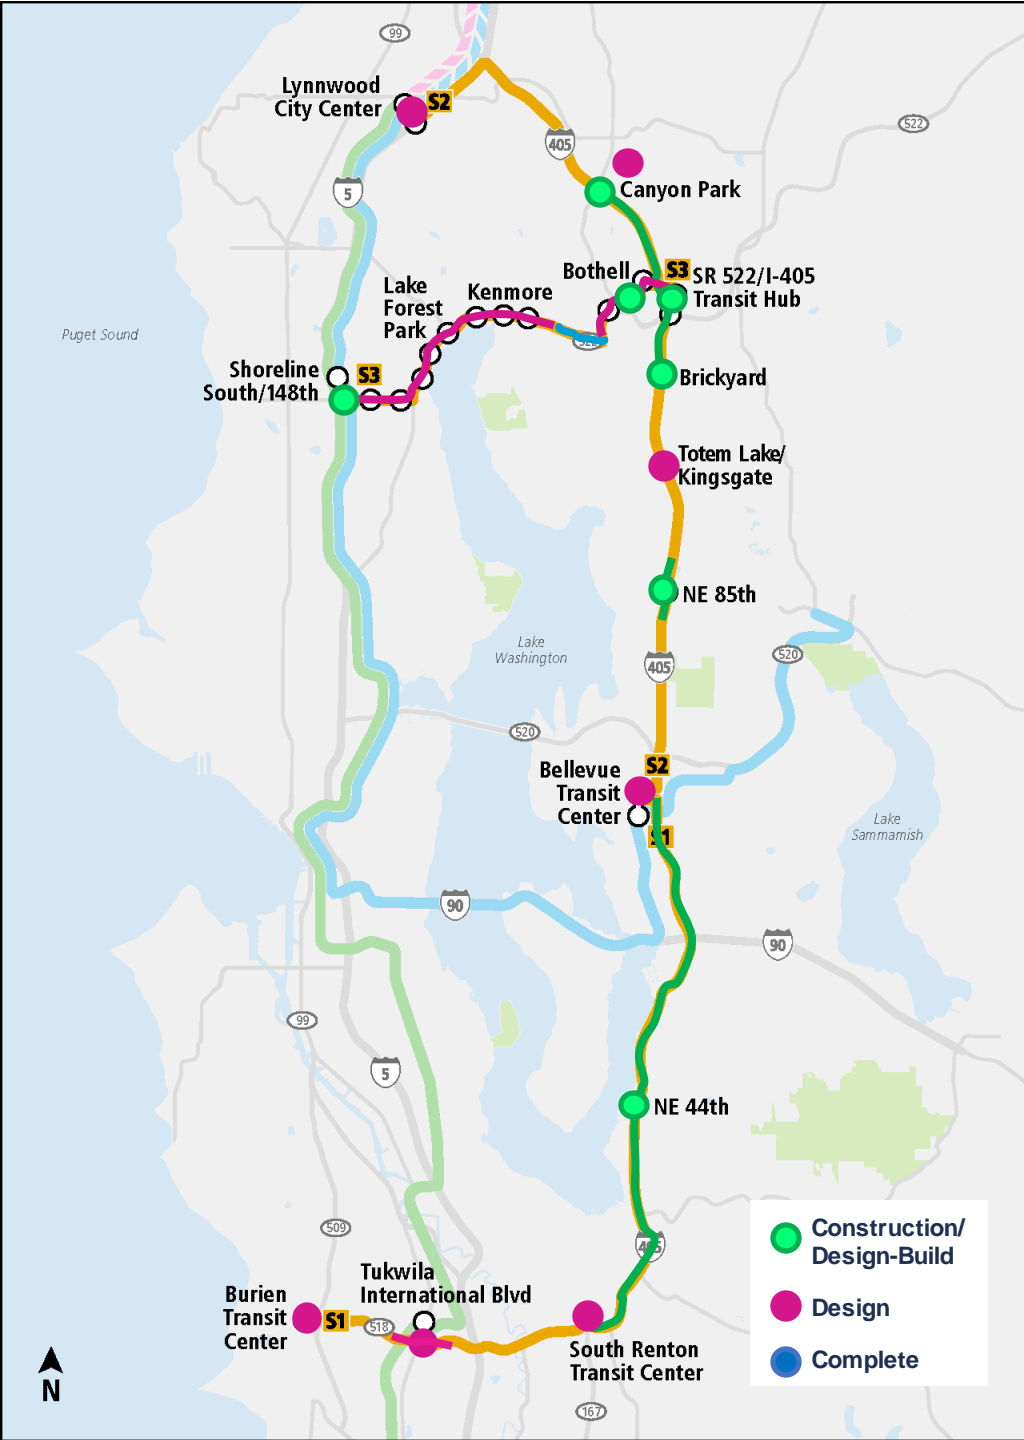 99
Lynnwood
City Center
S2
522
405
5
Canyon Park
Bothell
S3
SR 522/I-405
Transit Hub
Lake
Forest
Park
Kenmore
Puget Sound
522
Shoreline
South/148th
S3
Brickyard
Totem Lake/
Kingsgate
NE 85th
Lake
Washington
405
520
520
Bellevue
Transit
Center
S2
S1
Lake
Sammamish
90
90
99
5
NE 44th
509
405
Tukwila
International Blvd
Burien
Transit
Center
S1
518
South Renton
Transit Center
167
N
Construction/
Design-Build
Design
Complete